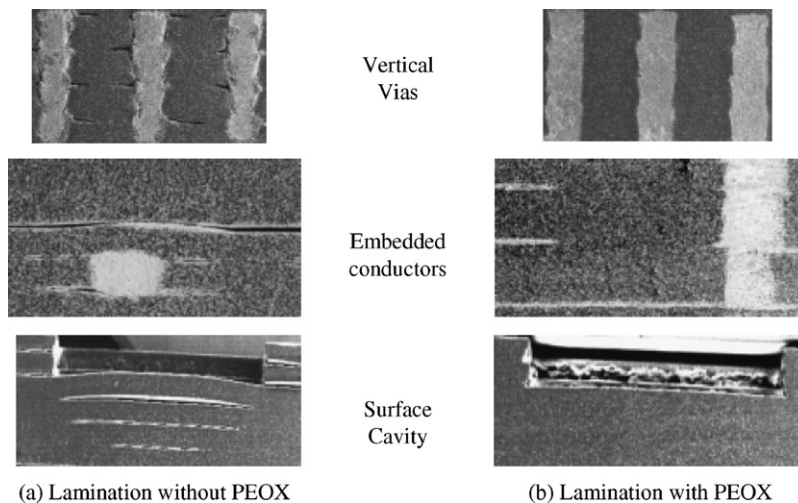 Vertical
Vias
Embedded
conductors
Surface
Cavity
(a) Lamination without PEOX
(b) Lamination with PEOX